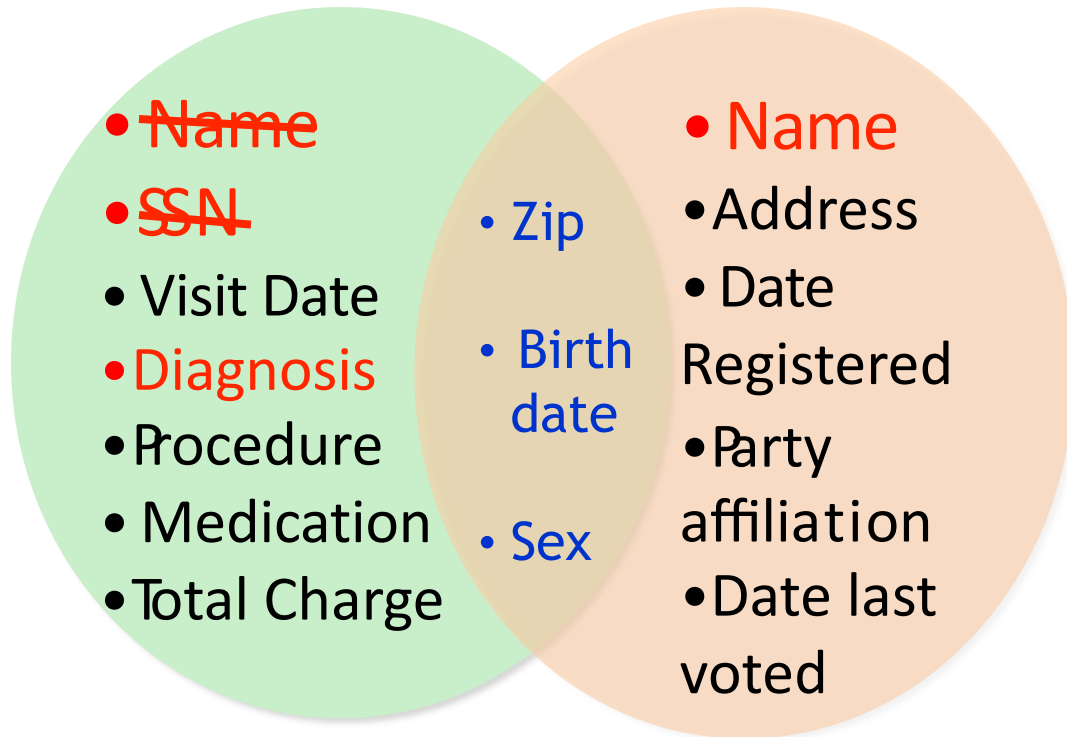 • Name
• SSN
• Visit Date
• Diagnosis
• Procedure
• Medication
• Total Charge
• Zip
• Birth
date
• Sex
• Name
• Address
• Date
Registered
• Party
affiliation
• Date last
voted